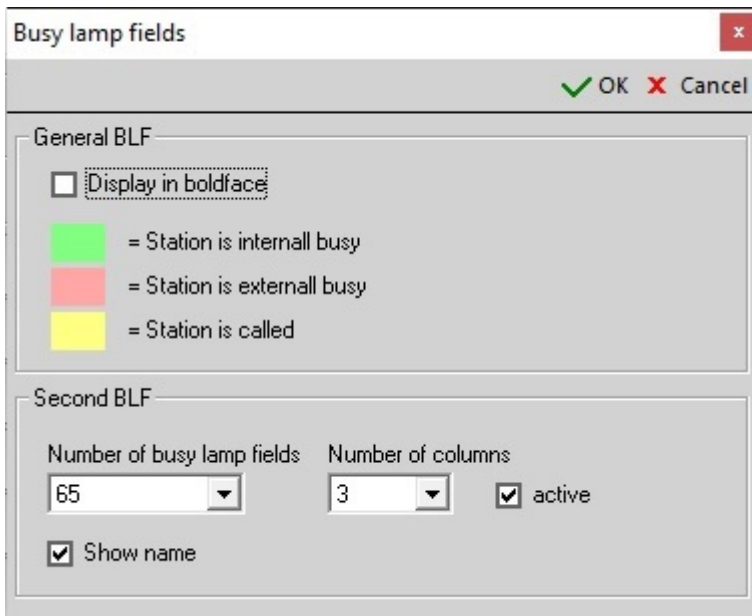 Busy lamp fields
x
OK X Cancel
General BLF
Display in boldface
= Station is internall busy
= Station is externall busy
= Station is called
Second BLF
Number of busy lamp fields Number of columns
65 3 active
Show name